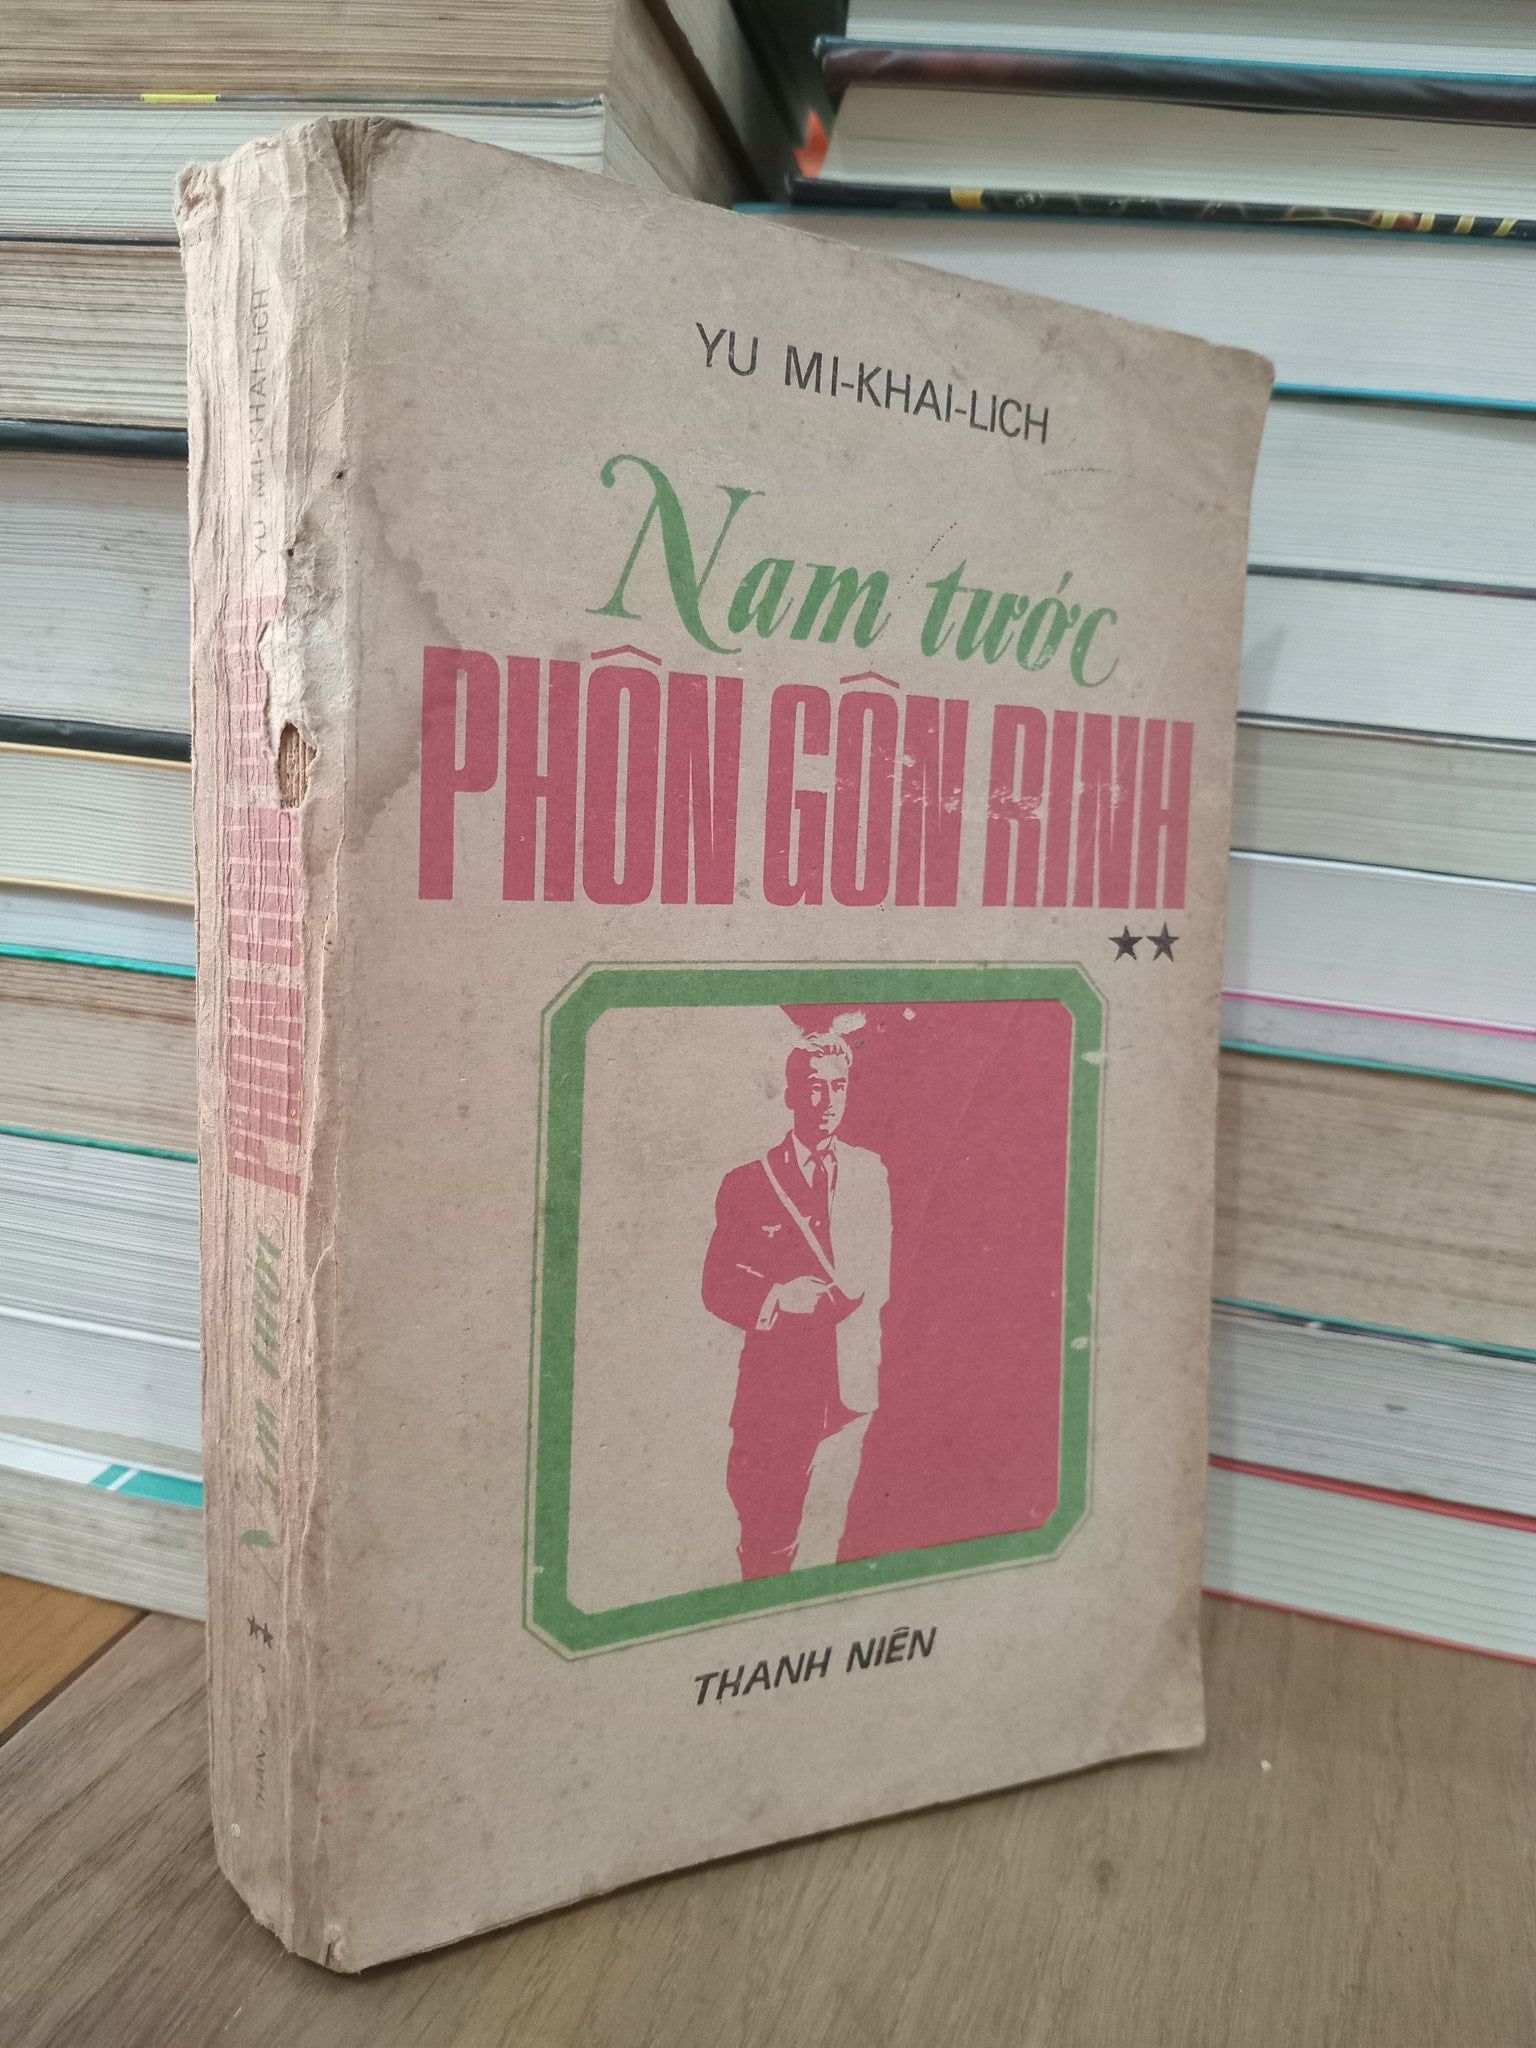 YU MI-KHAI-LICH
Nam tước
PHÔN GÔN RINH
★★
THANH NIÊN
YU MI-KHAI-LICH
Nam tước
PHÔN
★★